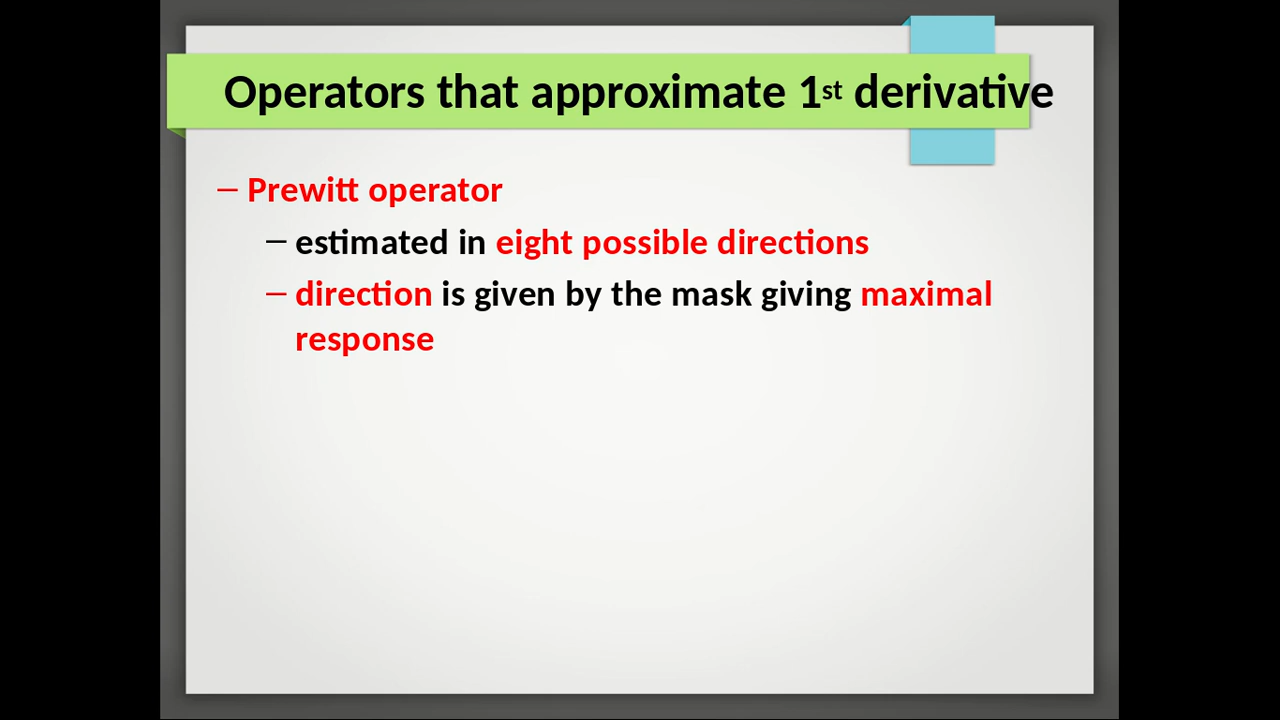 Operators that approximate 1st derivative
– Prewitt operator
– estimated in eight possible directions
– direction is given by the mask giving maximal
response